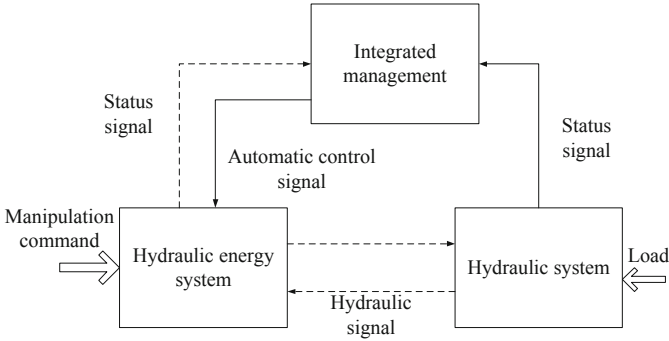 Integrated
management
Status
signal
Status
signal
Automatic control
signal
Manipulation
command
Hydraulic energy
system
Hydraulic system
Load
Hydraulic
signal